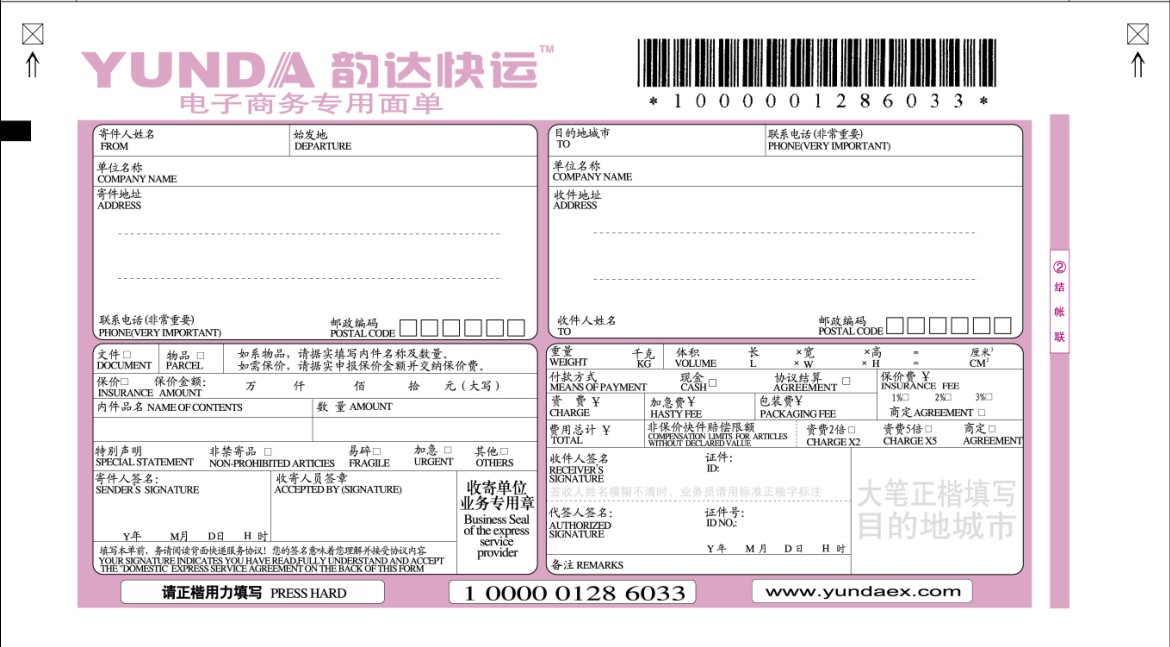 YUNDA 韵达快运™
电子商务专用面单
*1000001286033*
寄件人姓名 始发地
FROM DEPARTURE
单位名称
COMPANY NAME
寄件地址
ADDRESS
联系电话(非常重要) 邮政编码
PHONE(VERY IMPORTANT) POSTAL CODE
目的地城市 联系电话(非常重要)
TO PHONE(VERY IMPORTANT)
单位名称
COMPANY NAME
收件地址
ADDRESS
收件人姓名 邮政编码
TO POSTAL CODE
② 结帐联
文件□ 物品 □ 如系物品，请据实填写内件名称及数量。
DOCUMENT PARCEL 如需保价，请据实申报保价金额并交纳保价费。
保价□ 保价金额: 万 仟 佰 拾 元(大写)
INSURANCE AMOUNT
内件品名 NAME OF CONTENTS 数 量 AMOUNT
特别声明 非禁寄品 □ 易碎□ 加急 □ 其他□
SPECIAL STATEMENT NON-PROHIBITED ARTICLES FRAGILE URGENT OTHERS
寄件人签名: 收寄人员签章
SENDER'S SIGNATURE ACCEPTED BY (SIGNATURE)
Y年 M月 D日 H 时
收寄单位
业务专用章
Business Seal
of the express
service
provider
填写本单前，务请阅读背面快递服务协议！您的签名意味着您理解并接受协议内容
YOUR SIGNATURE INDICATES YOU HAVE READ,FULLY UNDERSTAND AND ACCEPT
THE "DOMESTIC EXPRESS SERVICE AGREEMENT ON THE BACK OF THIS FORM
重量 千克 体积 长 ×宽 ×高 = 厘米³
WEIGHT KG VOLUME L × W × H = CM³
付款方式 现金 □ 协议结算 □ 保价费 ¥
MEANS OF PAYMENT CASH AGREEMENT INSURANCE FEE
1%□ 2%□ 3%□
资 费 ¥ 加急费¥ 包装费¥ 商定 AGREEMENT □
CHARGE HASTY FEE PACKAGING FEE
费用总计 ¥ 非保价快件赔偿限额 资费2倍□ 资费5倍□ 商定□
TOTAL COMPENSATION LIMITS FOR ARTICLES WITHOUT DECLARED VALUE CHARGE X2 CHARGE X5 AGREEMENT
收件人签名 证件:
RECEIVER'S ID:
SIGNATURE
签收人姓名模糊不清时，业务员请用标准正楷字标注
代签人签名: 证件号:
AUTHORIZED ID NO.:
SIGNATURE
Y 年 M 月 D 日 H 时
备注 REMARKS
大笔正楷填写
目的地城市
请正楷用力填写 PRESS HARD
1 0000 0128 6033
www.yundaex.com